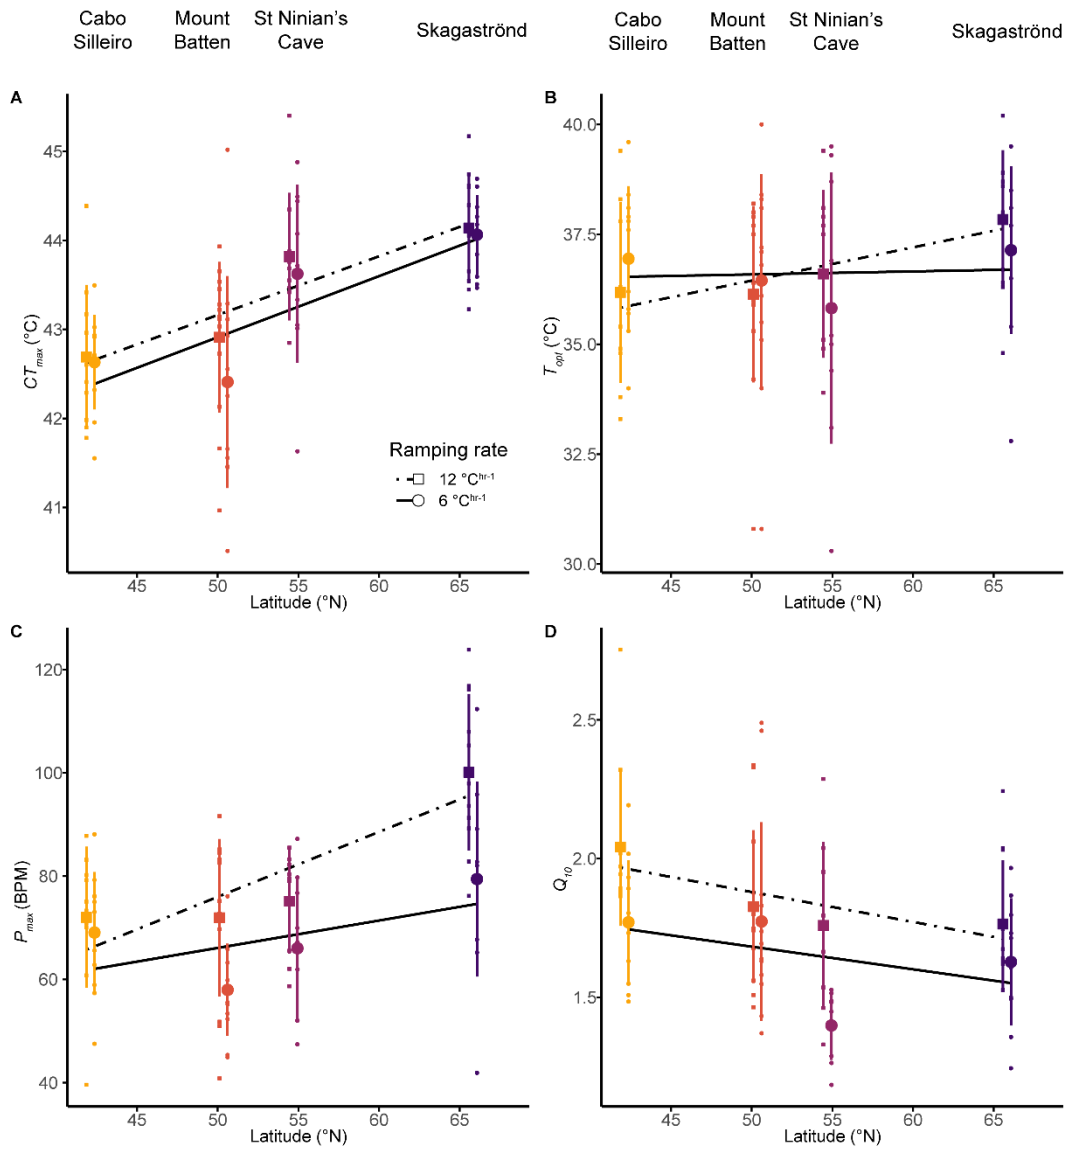 Cabo
Silleiro
Mount
Batten
St Ninian's
Cave
Skagaströnd
Cabo
Silleiro
Mount
Batten
St Ninian's
Cave
Skagaströnd
A
45
44
43
42
41
CTmax (°C)
Ramping rate
12 °Chr-1
6 °Chr-1
45 50 55 60 65
Latitude (°N)
B
40.0
37.5
35.0
32.5
30.0
Topt (°C)
45 50 55 60 65
Latitude (°N)
C
120
100
80
60
40
Pmax (BPM)
45 50 55 60 65
Latitude (°N)
D
2.5
2.0
1.5
Q10
45 50 55 60 65
Latitude (°N)